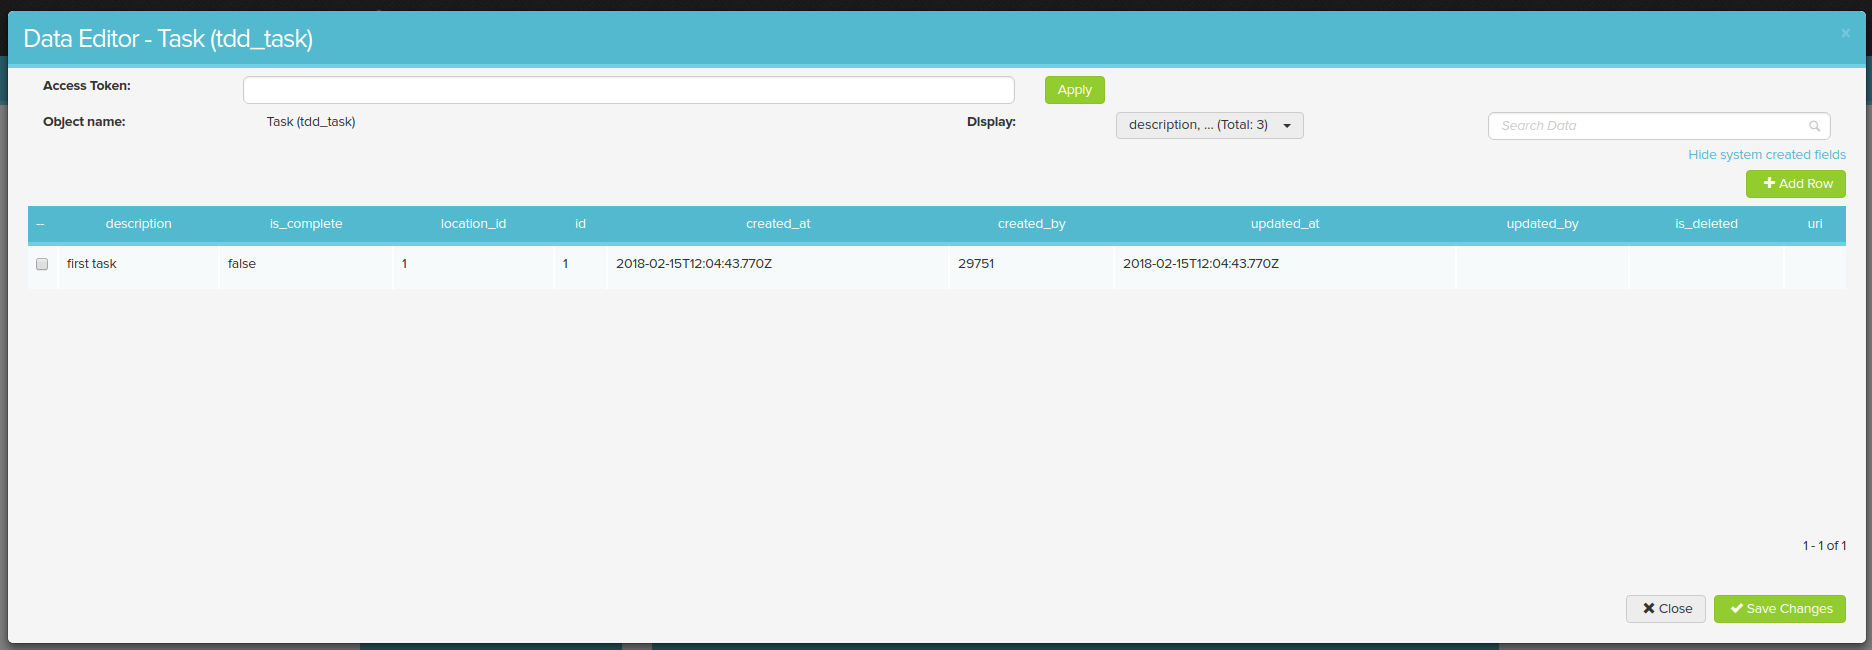 Data Editor - Task (tdd_task)
×
Access Token:
Apply
Object name: Task (tdd_task) Display: description, ... (Total: 3) Search Data
Hide system created fields
Add Row
-- description is_complete location_id id created_at created_by updated_at updated_by is_deleted uri
first task false 1 1 2018-02-15T12:04:43.770Z 29751 2018-02-15T12:04:43.770Z
1 - 1 of 1
Close Save Changes